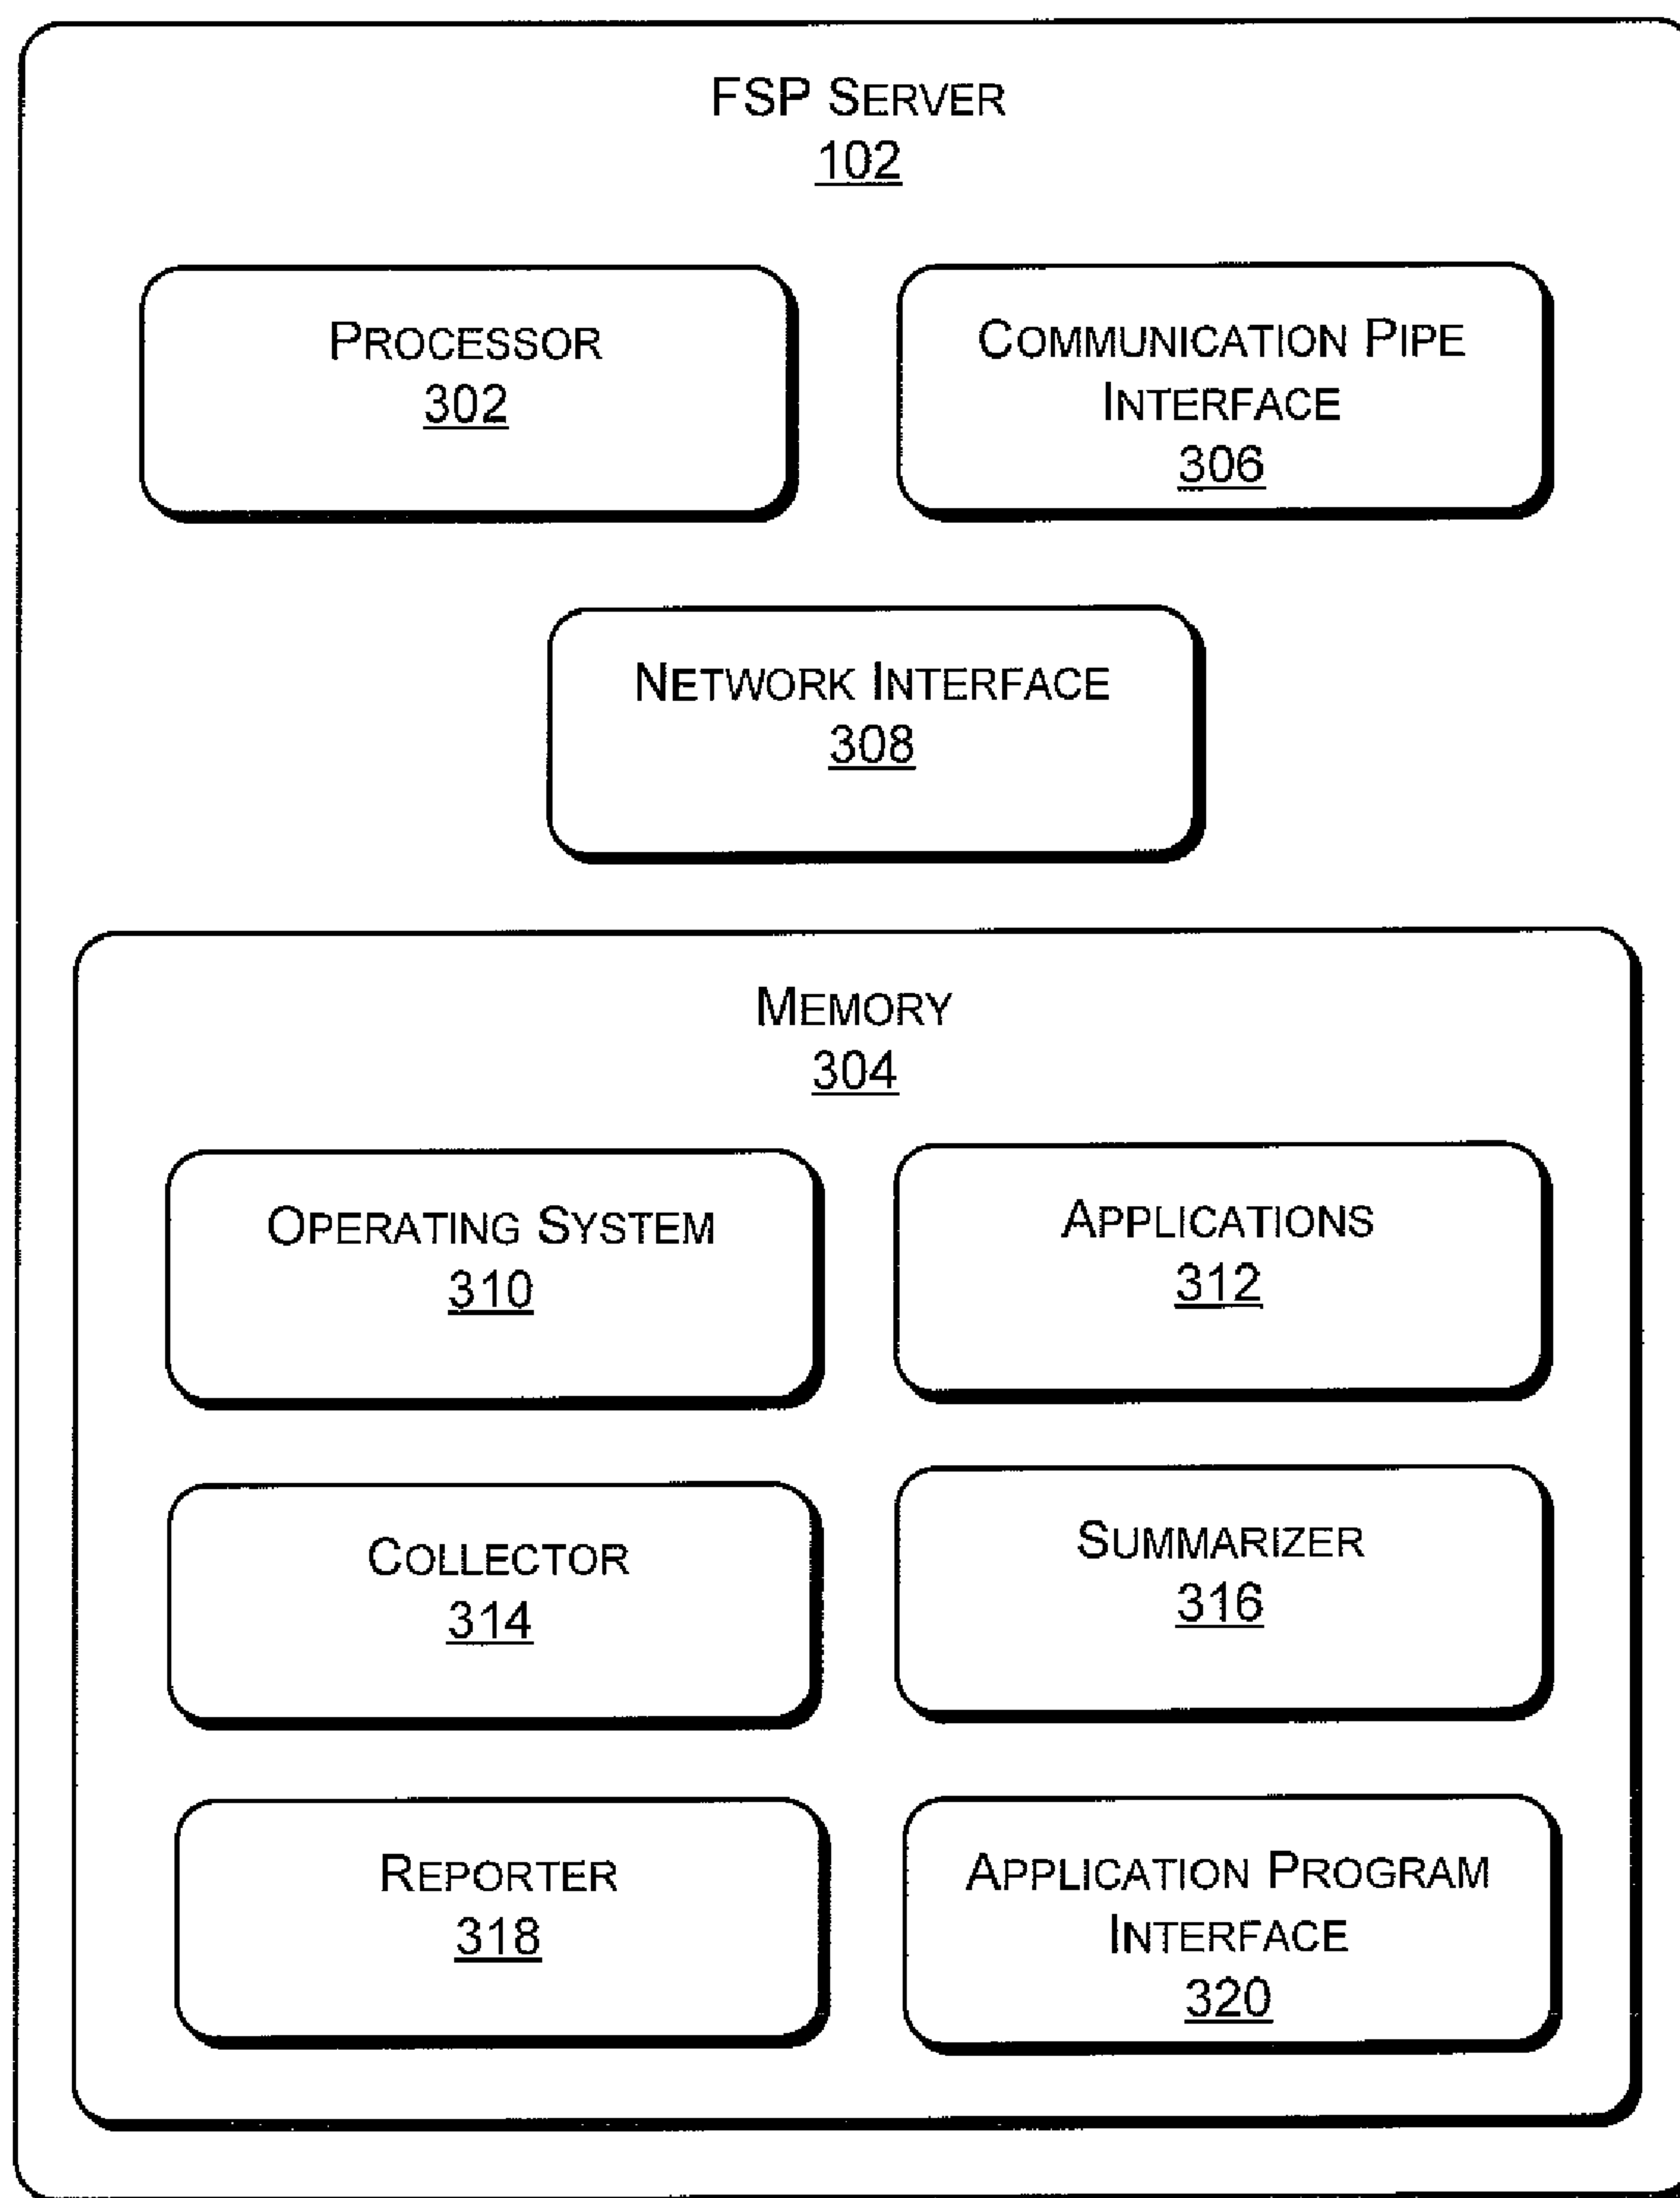 FSP SERVER
102
PROCESSOR
302
COMMUNICATION PIPE
INTERFACE
306
NETWORK INTERFACE
308
MEMORY
304
OPERATING SYSTEM
310
APPLICATIONS
312
COLLECTOR
314
SUMMARIZER
316
REPORTER
318
APPLICATION PROGRAM
INTERFACE
320